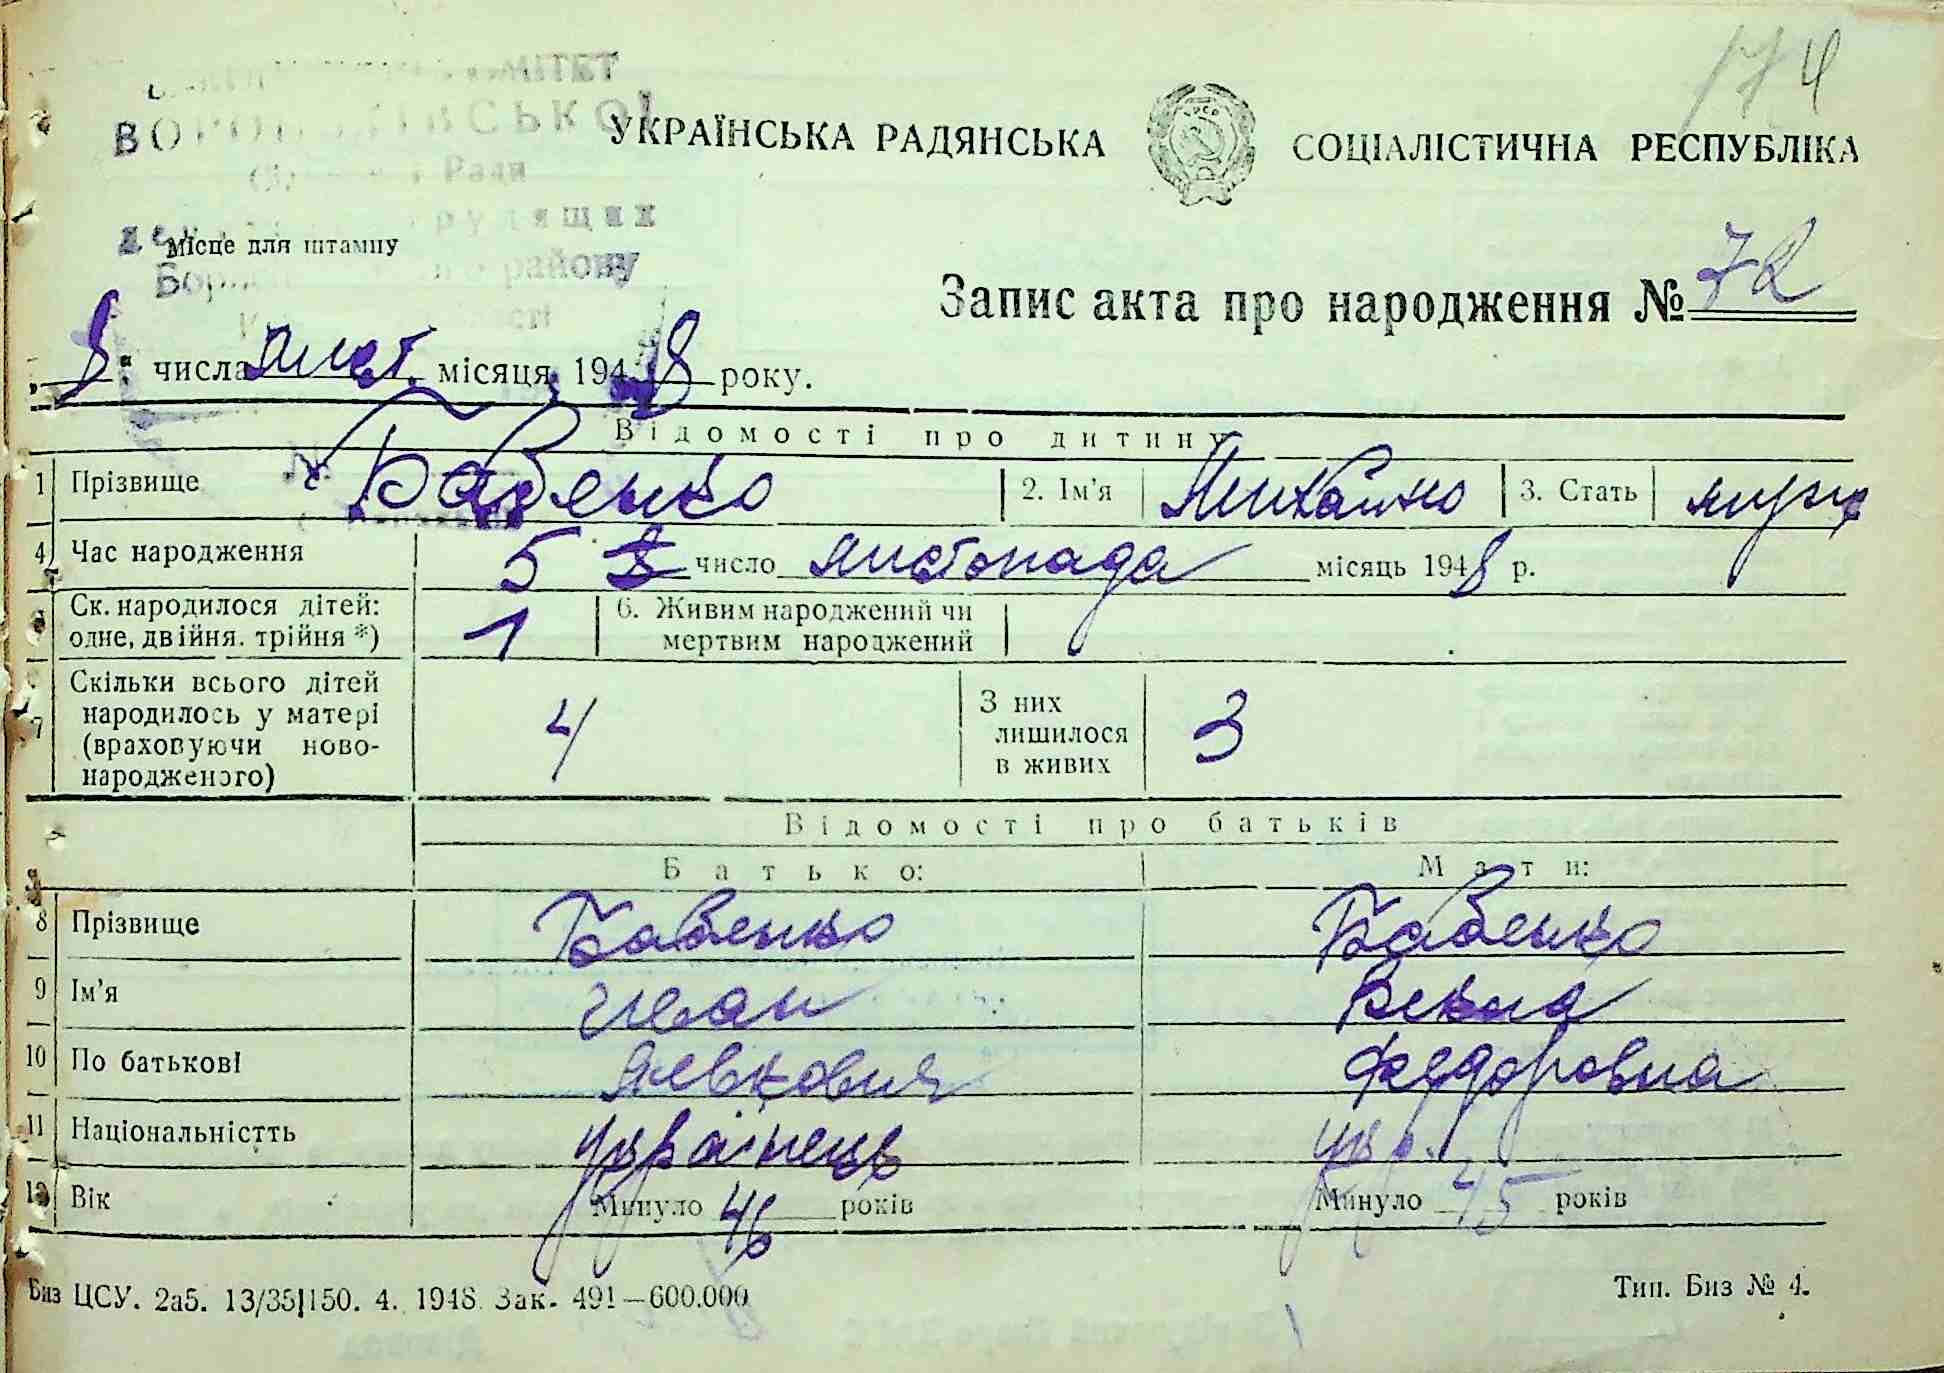 174
УКРАЇНСЬКА РАДЯНСЬКА СОЦІАЛІСТИЧНА РЕСПУБЛІКА
Ради
Місце для штампу
району
Запис акта про народження № 72
„8“ числа лист. місяця 1948 року.
Відомості про дитину
1 Прізвище Бабенко 2. Ім'я Михайло 3. Стать
4 Час народження 5 число листопада місяць 1948 р.
Ск. народилося дітей: 1 6. Живим народжений чи
одне, двійня. трійня *) мертвим народжений
7 Скільки всього дітей народилось у матері (враховуючи ново-народженого) 4 З них лишилося в живих 3
Відомості про батьків
Батько: Мати:
8 Прізвище Бабенко Бабенко
9 Ім'я Іван Векла
10 По батькові Левкович Федоровна
11 Національністть українець укр.
12 Вік Минуло 46 років Минуло 45 років
Биз ЦСУ. 2а5. 13/35|150. 4. 1948. Зак. 491—600.000 Тип. Биз № 4.